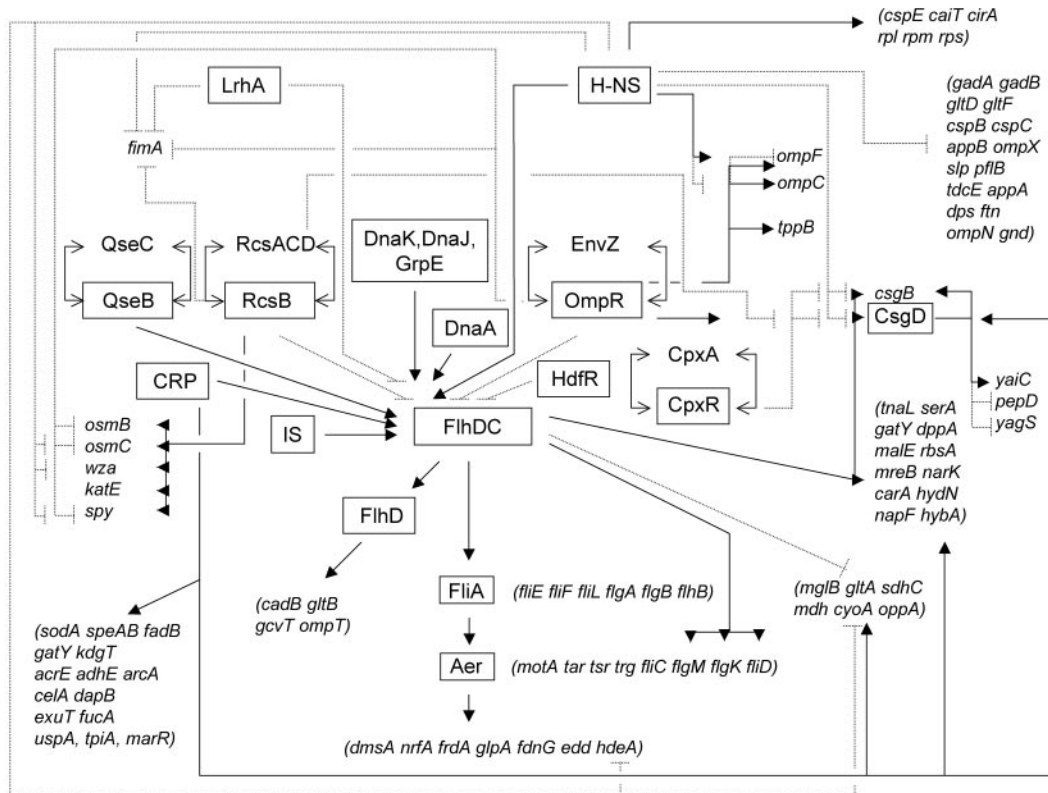 (cspE caiT cirA
rpl rpm rps)
LrhA
H-NS
(gadA gadB
gltD gltF
cspB cspC
appB ompX
slp pflB
tdcE appA
dps ftn
ompN gnd)
fimA
ompF
ompC
tppB
QseC
RcsACD
DnaK,DnaJ,
GrpE
EnvZ
QseB
RcsB
OmpR
csgB
CsgD
DnaA
CpxA
CRP
HdfR
CpxR
yaiC
pepD
yagS
IS
FlhDC
(tnaL serA
gatY dppA
malE rbsA
mreB narK
carA hydN
napF hybA)
osmB
osmC
wza
katE
spy
FlhD
FliA
(fliE fliF fliL flgA flgB flhB)
(mglB gltA sdhC
mdh cyoA oppA)
(cadB gltB
gcvT ompT)
(sodA speAB fadB
gatY kdgT
acrE adhE arcA
celA dapB
exuT fucA
uspA, tpiA, marR)
Aer
(motA tar tsr trg fliC flgM flgK fliD)
(dmsA nrfA frdA glpA fdnG edd hdeA)